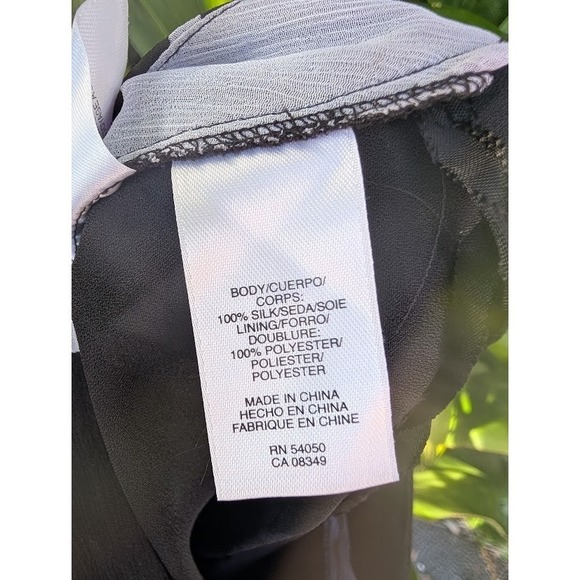 BODY/CUERPO/
CORPS:
100% SILK/SEDA/SOIE
LINING/FORRO/
DOUBLURE:
100% POLYESTER/
POLIESTER/
POLYESTER
MADE IN CHINA
HECHO EN CHINA
FABRIQUE EN CHINE
RN 54050
CA 08349